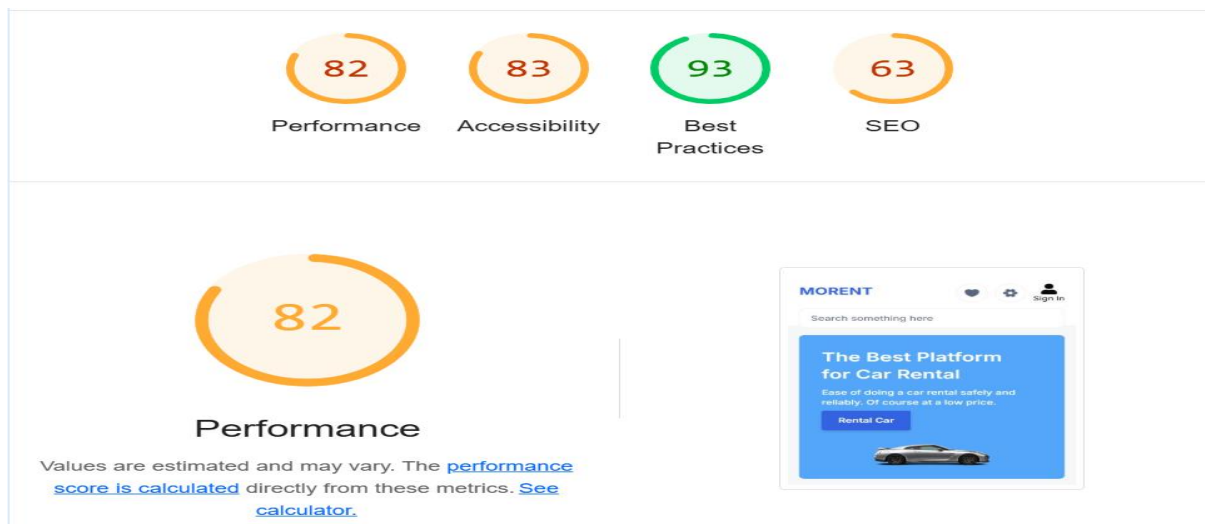 82 83 93 63
Performance Accessibility Best Practices SEO
82
Performance
Values are estimated and may vary. The performance
score is calculated directly from these metrics. See
calculator.
MORENT
Sign In
Search something here
The Best Platform
for Car Rental
Ease of doing a car rental safely and
reliably. Of course at a low price.
Rental Car